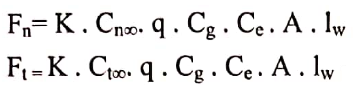 Fn= K . Cn∞. q . Cg . Ce . A . lw
Ft = K . Ct∞. q . Cg . Ce . A . lw